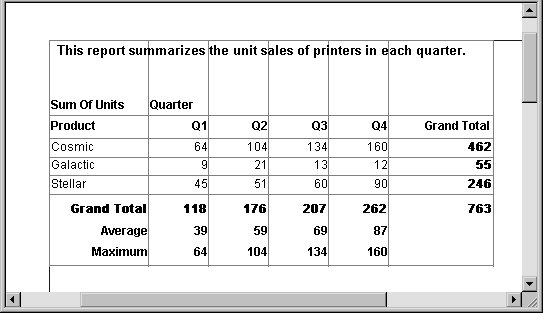 This report summarizes the unit sales of printers in each quarter.
Sum Of Units Quarter
Product Q1 Q2 Q3 Q4 Grand Total
Cosmic 64 104 134 160 462
Galactic 9 21 13 12 55
Stellar 45 51 60 90 246
Grand Total 118 176 207 262 763
Average 39 59 69 87
Maximum 64 104 134 160